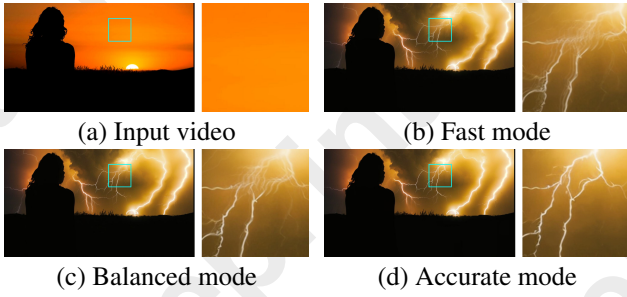 (a) Input video
(b) Fast mode
(c) Balanced mode
(d) Accurate mode